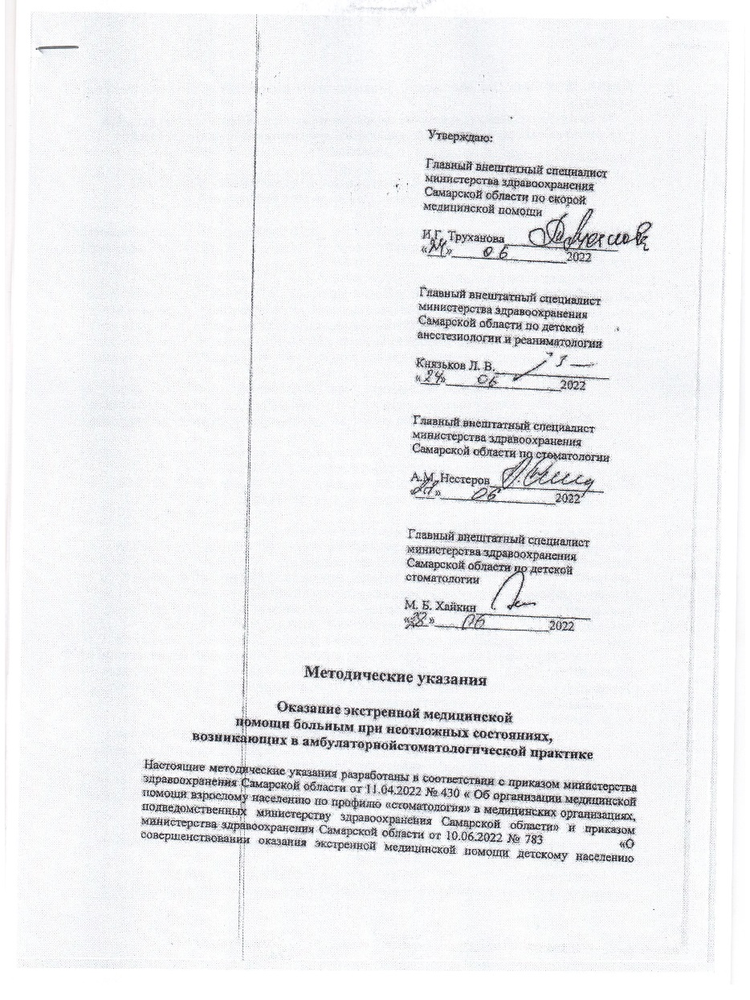 Утверждаю:
Главный внештатный специалист
министерства здравоохранения
Самарской области по скорой
медицинской помощи
И.Г. Труханова
«24» 06 2022
Главный внештатный специалист
министерства здравоохранения
Самарской области по детской
анестезиологии и реаниматологии
Князьков Л. В.
«24» 06 2022
Главный внештатный специалист
министерства здравоохранения
Самарской области по стоматологии
А.М. Нестеров
« » 06 2022
Главный внештатный специалист
министерства здравоохранения
Самарской области по детской
стоматологии
М. Б. Хайкин
«28» 06 2022
Методические указания
Оказание экстренной медицинской
помощи больным при неотложных состояниях,
возникающих в амбулаторнойстоматологической практике
Настоящие методические указания разработаны в соответствии с приказом министерства
здравоохранения Самарской области от 11.04.2022 № 430 « Об организации медицинской
помощи взрослому населению по профилю «стоматология» в медицинских организациях,
подведомственных министерству здравоохранения Самарской области» и приказом
министерства здравоохранения Самарской области от 10.06.2022 № 783 «О
совершенствовании оказания экстренной медицинской помощи детскому населению